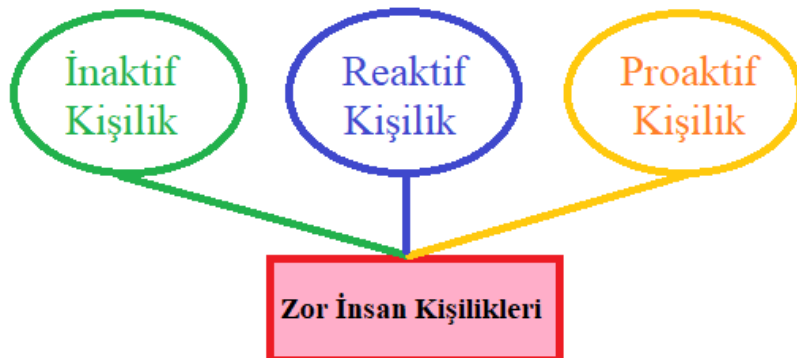 İnaktif
Kişilik
Reaktif
Kişilik
Proaktif
Kişilik
Zor İnsan Kişilikleri